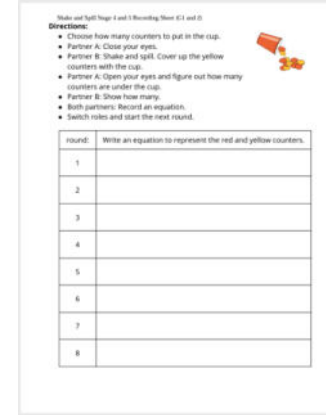 Shake and Spill Stage 4 and 5 Recording Sheet (G1 and 2)
Directions:
• Choose how many counters to put in the cup.
• Partner A: Close your eyes.
• Partner B: Shake and spill. Cover up the yellow
counters with the cup.
• Partner A: Open your eyes and figure out how many
counters are under the cup.
• Partner B: Show how many.
• Both partners: Record an equation.
• Switch roles and start the next round.
round: Write an equation to represent the red and yellow counters.
1
2
3
4
5
6
7
8